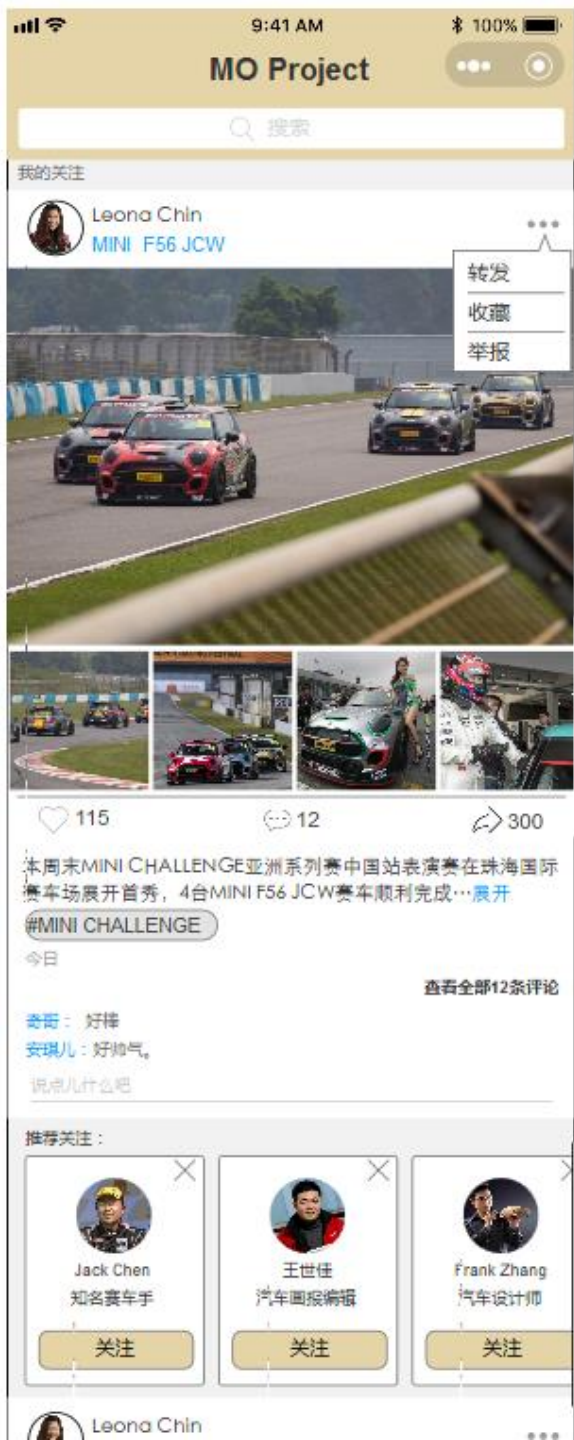 9:41 AM
100%
MO Project
搜索
我的关注
Leona Chin
MINI F56 JCW
转发
收藏
举报
115
12
300
本周末MINI CHALLENGE亚洲系列赛中国站表演赛在珠海国际
赛车场展开首秀，4台MINI F56 JCW赛车顺利完成…展开
#MINI CHALLENGE
今日
查看全部12条评论
奇哥： 好棒
安琪儿：好帅气。
说点儿什么吧
推荐关注：
Jack Chen
知名赛车手
关注
王世佳
汽车画报编辑
关注
Frank Zhang
汽车设计师
关注
Leona Chin